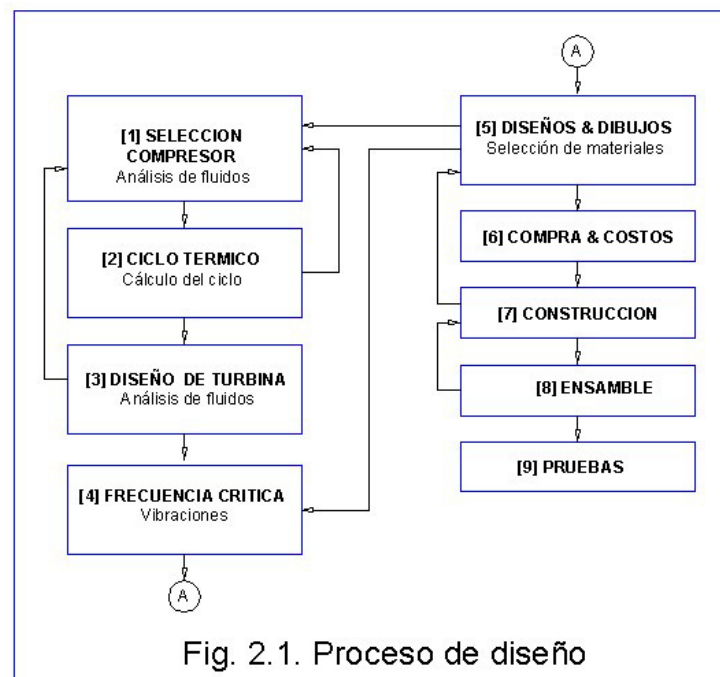 [1] SELECCION
COMPRESOR
Análisis de fluidos
[2] CICLO TERMICO
Cálculo del ciclo
[3] DISEÑO DE TURBINA
Análisis de fluidos
[4] FRECUENCIA CRITICA
Vibraciones
A
A
[5] DISEÑOS & DIBUJOS
Selección de materiales
[6] COMPRA & COSTOS
[7] CONSTRUCCION
[8] ENSAMBLE
[9] PRUEBAS
Fig. 2.1. Proceso de diseño